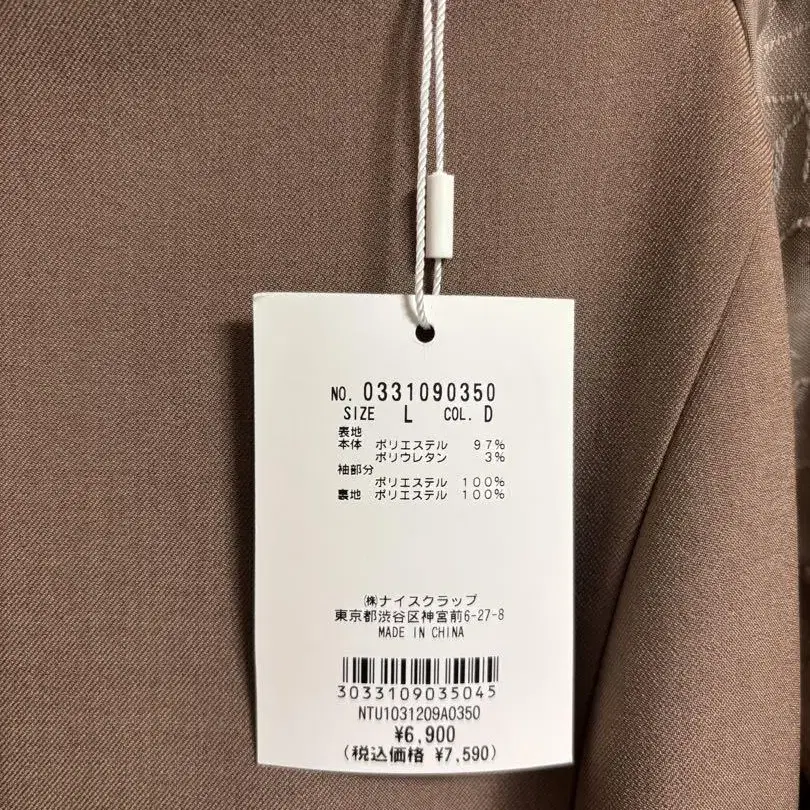 NO. 0331090350
SIZE L COL. D
表地
本体 ポリエステル 97%
ポリウレタン 3%
袖部分
ポリエステル 100%
裏地 ポリエステル 100%
㈱ナイスクラップ
東京都渋谷区神宮前6-27-8
MADE IN CHINA
3033109035045
NTU1031209A0350
¥6,900
(税込価格 ¥7,590)